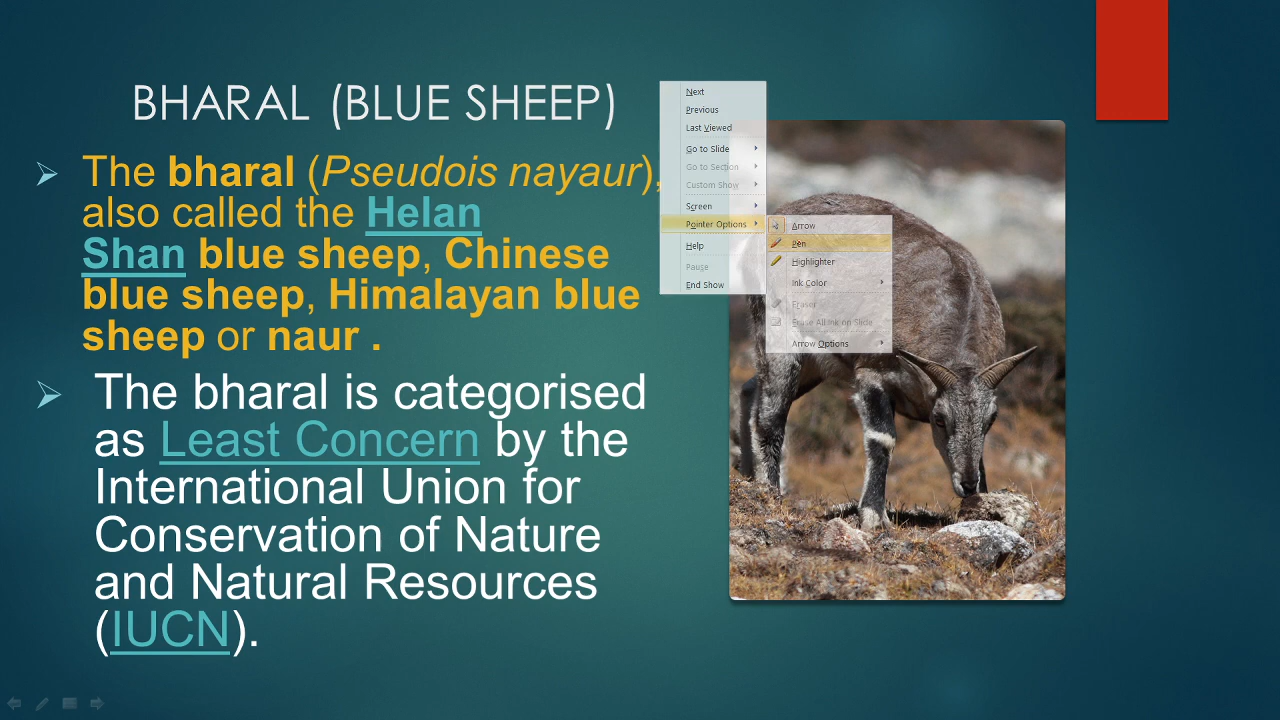 BHARAL (BLUE SHEEP)
The bharal (Pseudois nayaur),
also called the Helan
Shan blue sheep, Chinese
blue sheep, Himalayan blue
sheep or naur .
The bharal is categorised
as Least Concern by the
International Union for
Conservation of Nature
and Natural Resources
(IUCN).
Next
Previous
Last Viewed
Go to Slide
Go to Section
Custom Show
Screen
Pointer Options
Help
Pause
End Show
Arrow
Pen
Highlighter
Ink Color
Eraser
Erase All Ink on Slide
Arrow Options